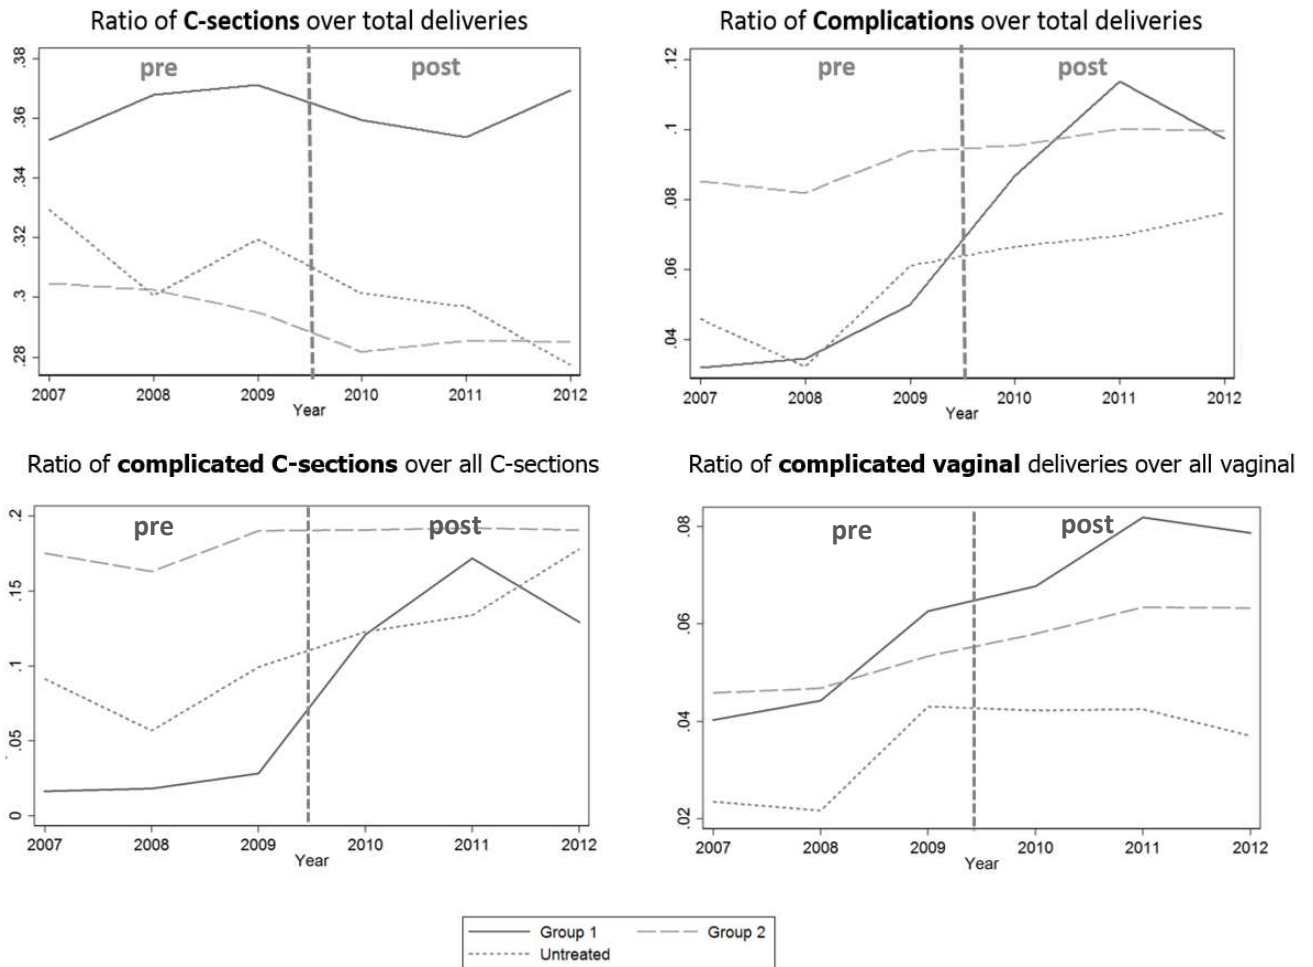 Ratio of C-sections over total deliveries
pre
post
.38
.36
.34
.32
.3
.28
2007 2008 2009 2010 2011 2012
Year
Ratio of Complications over total deliveries
pre
post
.12
.1
.08
.06
.04
2007 2008 2009 2010 2011 2012
Year
Ratio of complicated C-sections over all C-sections
pre
post
.2
.15
.1
.05
0
2007 2008 2009 2010 2011 2012
Year
Ratio of complicated vaginal deliveries over all vaginal
pre
post
.08
.06
.04
.02
2007 2008 2009 2010 2011 2012
Year
Group 1 Group 2
Untreated